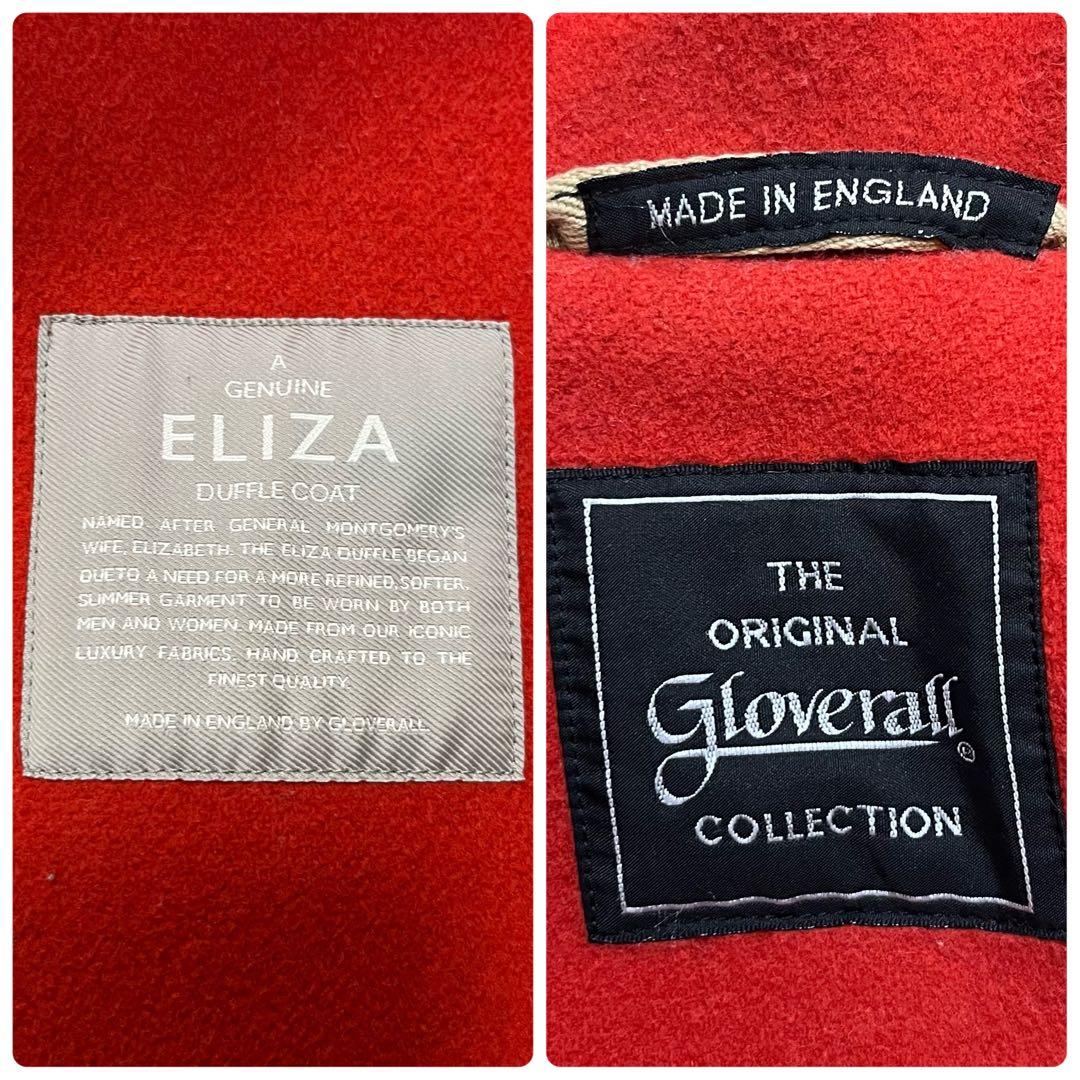 A
GENUINE
ELIZA
DUFFLE COAT
NAMED AFTER GENERAL MONTGOMERY'S
WIFE, ELIZABETH. THE ELIZA DUFFLE BEGAN
DUETO A NEED FOR A MORE REFINED, SOFTER,
SLIMMER GARMENT TO BE WORN BY BOTH
MEN AND WOMEN. MADE FROM OUR ICONIC
LUXURY FABRICS. HAND CRAFTED TO THE
FINEST QUALITY.
MADE IN ENGLAND BY GLOVERALL
MADE IN ENGLAND
THE
ORIGINAL
Gloverall®
COLLECTION